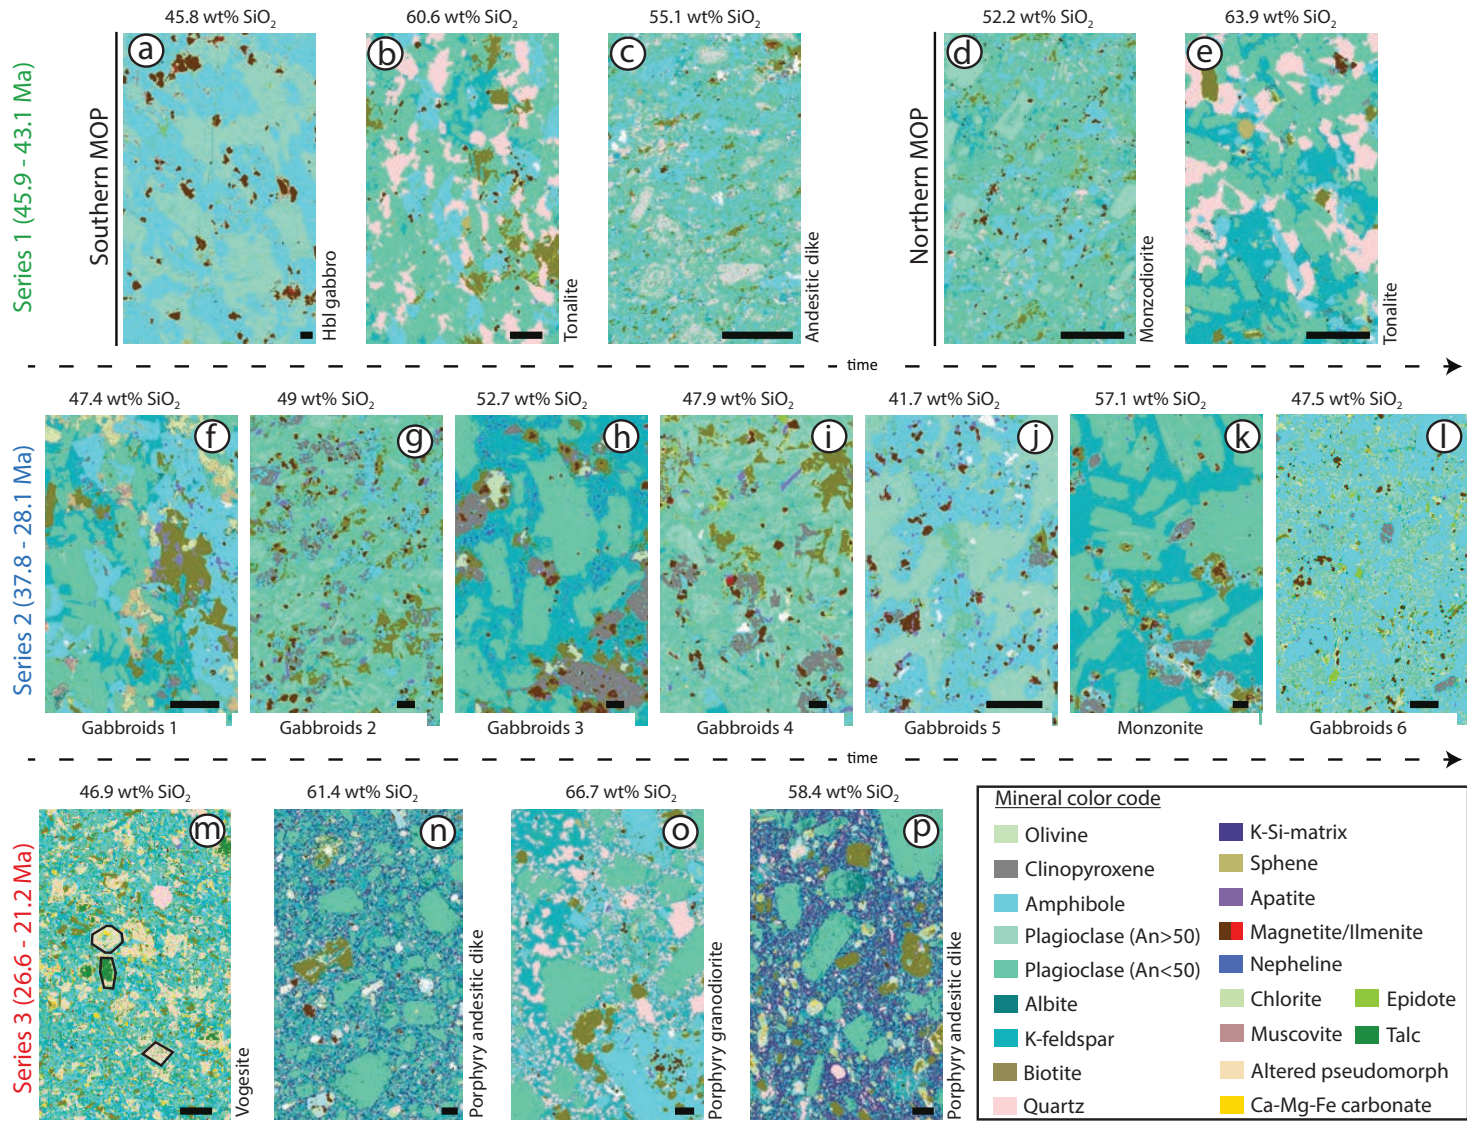 45.8 wt% SiO2
60.6 wt% SiO2
55.1 wt% SiO2
52.2 wt% SiO2
63.9 wt% SiO2
Series 1 (45.9 - 43.1 Ma)
Southern MOP
a
Hbl gabbro
b
Tonalite
c
Andesitic dike
Northern MOP
d
Monzodiorite
e
Tonalite
time
47.4 wt% SiO2
49 wt% SiO2
52.7 wt% SiO2
47.9 wt% SiO2
41.7 wt% SiO2
57.1 wt% SiO2
47.5 wt% SiO2
Series 2 (37.8 - 28.1 Ma)
f
g
h
i
j
k
l
Gabbroids 1
Gabbroids 2
Gabbroids 3
Gabbroids 4
Gabbroids 5
Monzonite
Gabbroids 6
time
46.9 wt% SiO2
61.4 wt% SiO2
66.7 wt% SiO2
58.4 wt% SiO2
Series 3 (26.6 - 21.2 Ma)
m
Vogesite
n
Porphyry andesitic dike
o
Porphyry granodiorite
p
Porphyry andesitic dike
Mineral color code
Olivine
Clinopyroxene
Amphibole
Plagioclase (An>50)
Plagioclase (An<50)
Albite
K-feldspar
Biotite
Quartz
K-Si-matrix
Sphene
Apatite
Magnetite/Ilmenite
Nepheline
Chlorite
Epidote
Muscovite
Talc
Altered pseudomorph
Ca-Mg-Fe carbonate